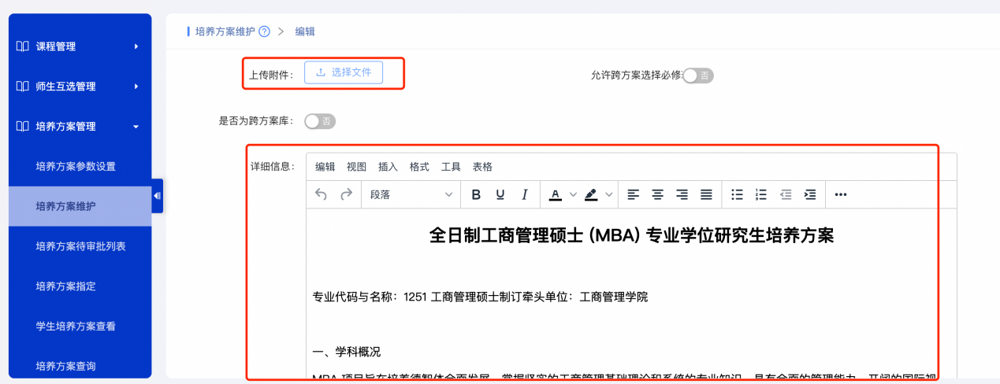 课程管理
师生互选管理
培养方案管理
培养方案参数设置
培养方案维护
培养方案待审批列表
培养方案指定
学生培养方案查看
培养方案查询
培养方案维护 ? > 编辑
上传附件： 选择文件
允许跨方案选择必修 否
是否为跨方案库： 否
详细信息：
编辑 视图 插入 格式 工具 表格
段落 B U I A
全日制工商管理硕士 (MBA) 专业学位研究生培养方案
专业代码与名称：1251 工商管理硕士制订牵头单位：工商管理学院
一、学科概况
MBA 项目旨在培养德智体全面发展、掌握坚实的工商管理基础理论和系统的专业知识、具有全面的管理能力、开阔的国际视